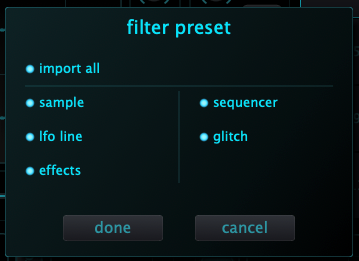 filter preset
import all
sample
sequencer
lfo line
glitch
effects
done
cancel